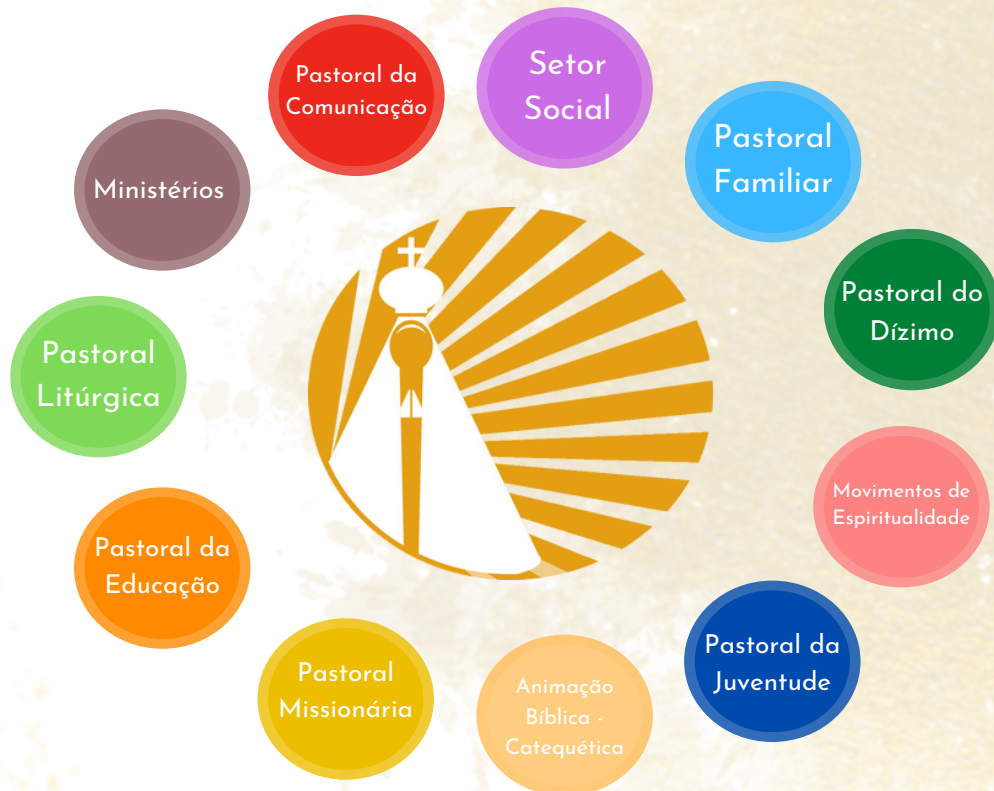 Pastoral da
Comunicação
Setor
Social
Pastoral
Familiar
Pastoral do
Dízimo
Movimentos de
Espiritualidade
Pastoral da
Juventude
Animação
Bíblica -
Catequética
Pastoral
Missionária
Pastoral da
Educação
Pastoral
Litúrgica
Ministérios